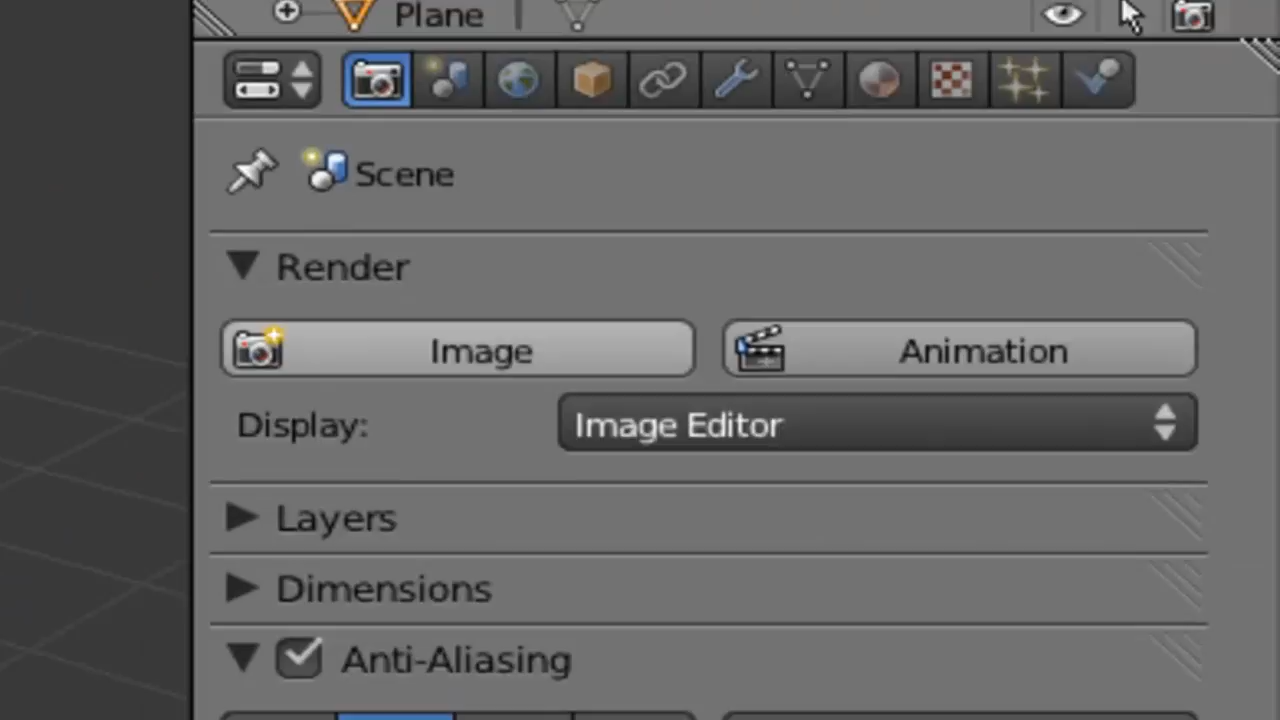 Plane
Scene
Render
Image Animation
Display: Image Editor
Layers
Dimensions
Anti-Aliasing